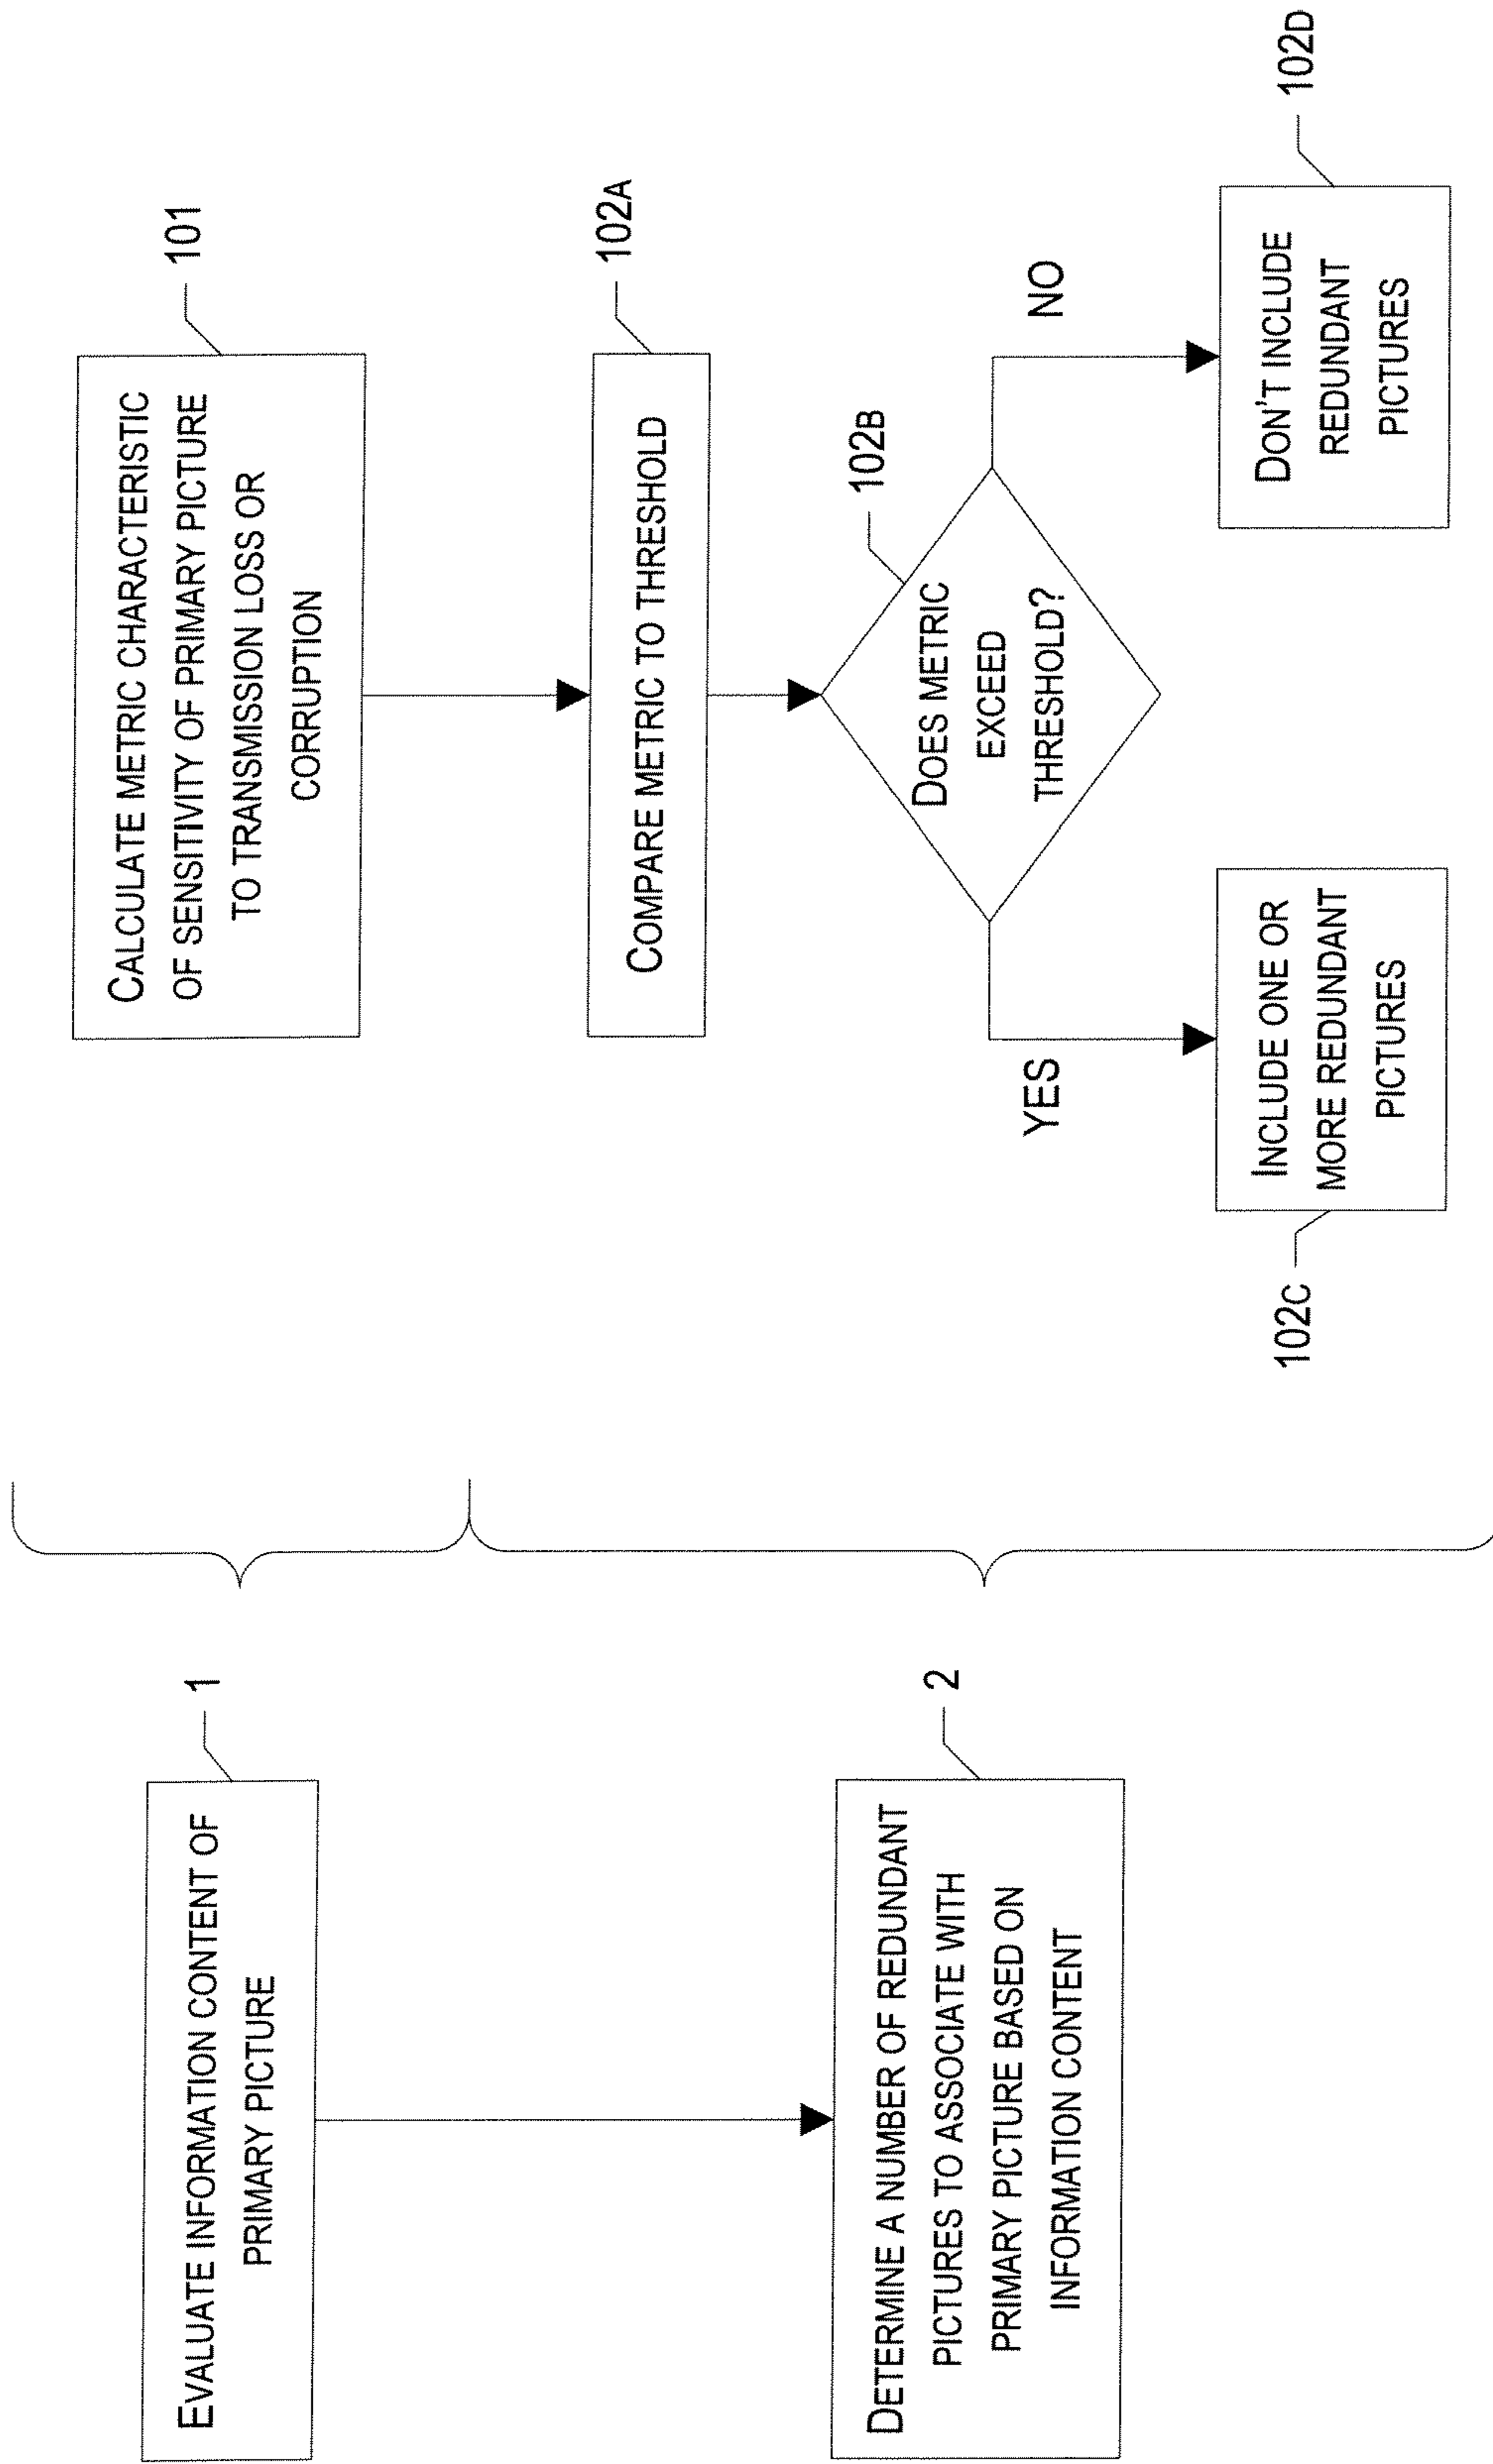 EVALUATE INFORMATION CONTENT OF
PRIMARY PICTURE
1
DETERMINE A NUMBER OF REDUNDANT
PICTURES TO ASSOCIATE WITH
PRIMARY PICTURE BASED ON
INFORMATION CONTENT
2
CALCULATE METRIC CHARACTERISTIC
OF SENSITIVITY OF PRIMARY PICTURE
TO TRANSMISSION LOSS OR
CORRUPTION
101
COMPARE METRIC TO THRESHOLD
102A
DOES METRIC
EXCEED
THRESHOLD?
102B
YES
NO
INCLUDE ONE OR
MORE REDUNDANT
PICTURES
102C
DON'T INCLUDE
REDUNDANT
PICTURES
102D